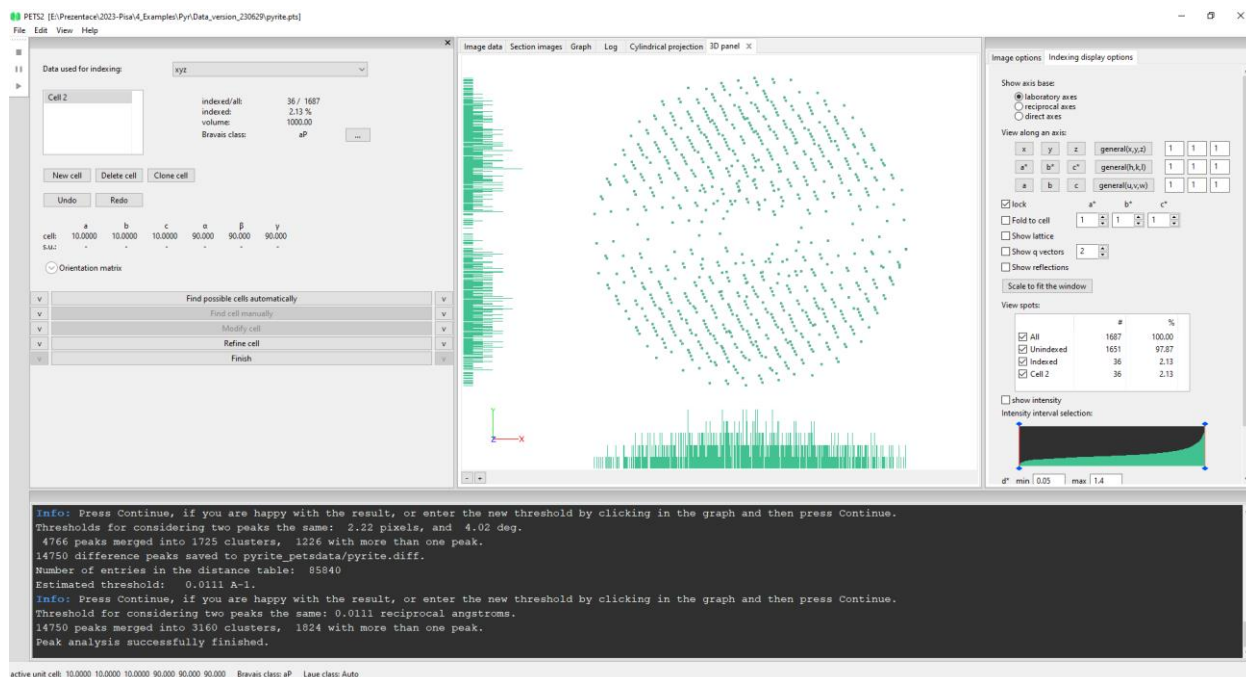 PETS2 [E:\Prezentace\2023-Pisa\4_Examples\Pyr\Data_version_230629\pyrite.pts]
File Edit View Help
Data used for indexing: xyz
Cell 2
indexed/all: 36 / 1687
indexed: 2.13 %
volume: 1000.00
Bravais class: aP ...
New cell Delete cell Clone cell
Undo Redo
a b c α β γ
cell: 10.0000 10.0000 10.0000 90.000 90.000 90.000
s.u.: - - - - - -
Orientation matrix
v Find possible cells automatically v
v Find cell manually v
v Modify cell v
v Refine cell v
v Finish v
Image data Section images Graph Log Cylindrical projection 3D panel X
Y
Z X
- +
Image options Indexing display options
Show axis base:
laboratory axes
reciprocal axes
direct axes
View along an axis:
x y z general(x,y,z) 1 1 1
a* b* c* general(h,k,l) 1 1 1
a b c general(u,v,w) 1 1 1
lock a* b* c*
Fold to cell 1 1 1
Show lattice
Show q vectors 2
Show reflections
Scale to fit the window
View spots:
# %
All 1687 100.00
Unindexed 1651 97.87
Indexed 36 2.13
Cell 2 36 2.13
show intensity
Intensity interval selection:
d* min 0.05 max 1.4
Info: Press Continue, if you are happy with the result, or enter the new threshold by clicking in the graph and then press Continue.
Thresholds for considering two peaks the same: 2.22 pixels, and 4.02 deg.
4766 peaks merged into 1725 clusters, 1226 with more than one peak.
14750 difference peaks saved to pyrite_petsdata/pyrite.diff.
Number of entries in the distance table: 85840
Estimated threshold: 0.0111 A-1.
Info: Press Continue, if you are happy with the result, or enter the new threshold by clicking in the graph and then press Continue.
Threshold for considering two peaks the same: 0.0111 reciprocal angstroms.
14750 peaks merged into 3160 clusters, 1824 with more than one peak.
Peak analysis successfully finished.
active unit cell: 10.0000 10.0000 10.0000 90.000 90.000 90.000 Bravais class: aP Laue class: Auto